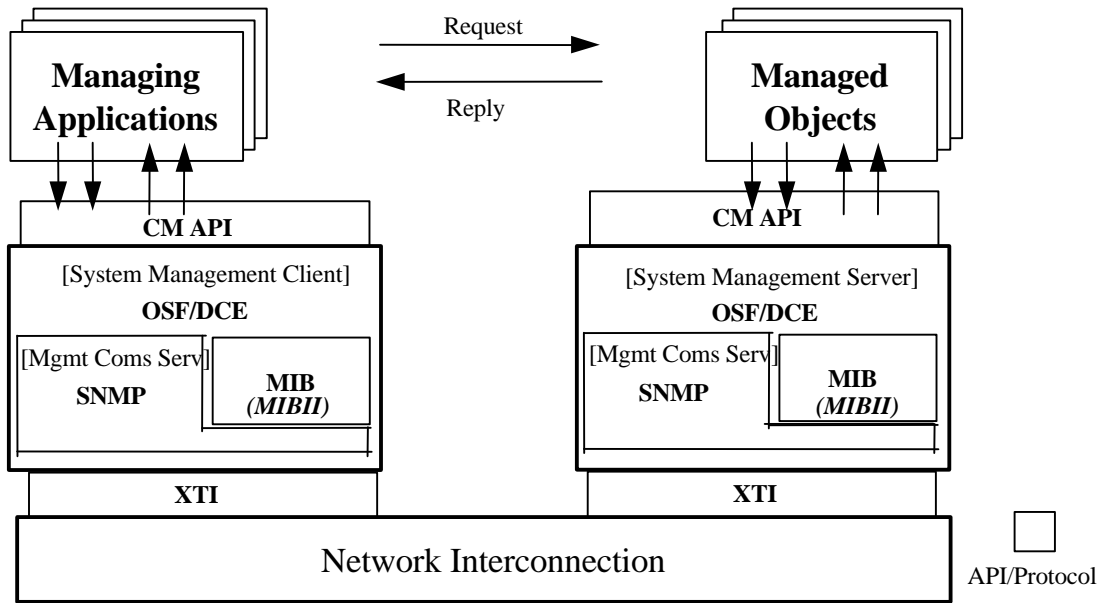 Request
Reply
Managing
Applications
Managed
Objects
CM API
[System Management Client]
OSF/DCE
[Mgmt Coms Serv]
SNMP
MIB
(MIBII)
XTI
CM API
[System Management Server]
OSF/DCE
[Mgmt Coms Serv]
SNMP
MIB
(MIBII)
XTI
Network Interconnection
API/Protocol